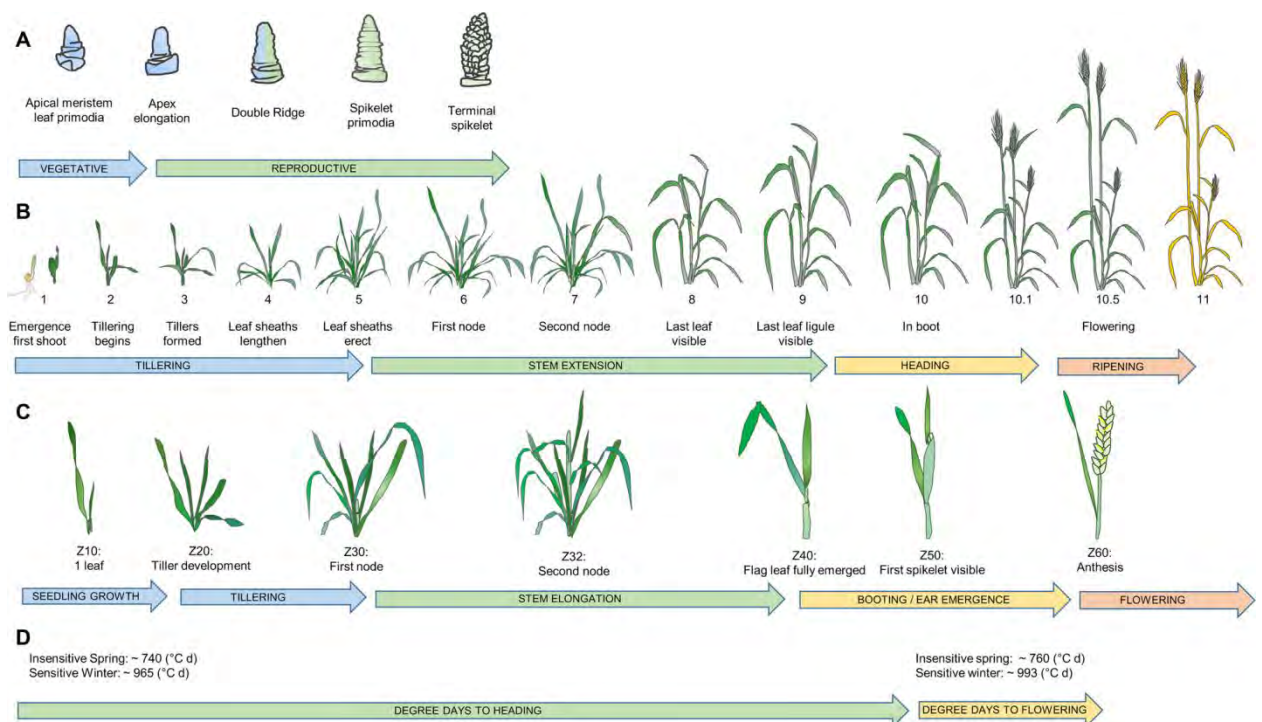 A
Apical meristem
leaf primodia
Apex
elongation
Double Ridge
Spikelet
primodia
Terminal
spikelet
VEGETATIVE
REPRODUCTIVE
B
1
2
3
4
5
6
7
8
9
10
10.1
10.5
11
Emergence
first shoot
Tillering
begins
Tillers
formed
Leaf sheaths
lengthen
Leaf sheaths
erect
First node
Second node
Last leaf
visible
Last leaf ligule
visible
In boot
Flowering
TILLERING
STEM EXTENSION
HEADING
RIPENING
C
Z10:
1 leaf
Z20:
Tiller development
Z30:
First node
Z32:
Second node
Z40:
Flag leaf fully emerged
Z50:
First spikelet visible
Z60:
Anthesis
SEEDLING GROWTH
TILLERING
STEM ELONGATION
BOOTING / EAR EMERGENCE
FLOWERING
D
Insensitive Spring: ~ 740 (°C d)
Sensitive Winter: ~ 965 (°C d)
Insensitive spring: ~ 760 (°C d)
Sensitive winter: ~ 993 (°C d)
DEGREE DAYS TO HEADING
DEGREE DAYS TO FLOWERING